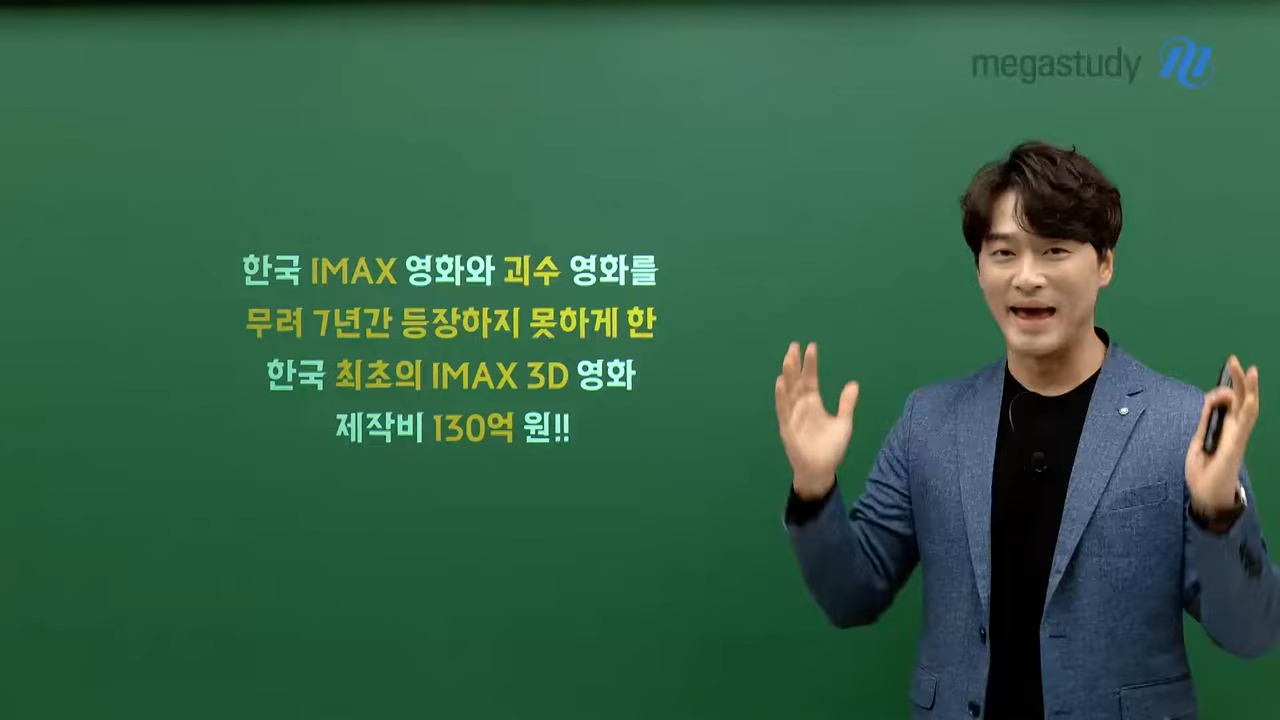 megastudy
한국 IMAX 영화와 괴수 영화를
무려 7년간 등장하지 못하게 한
한국 최초의 IMAX 3D 영화
제작비 130억 원!!